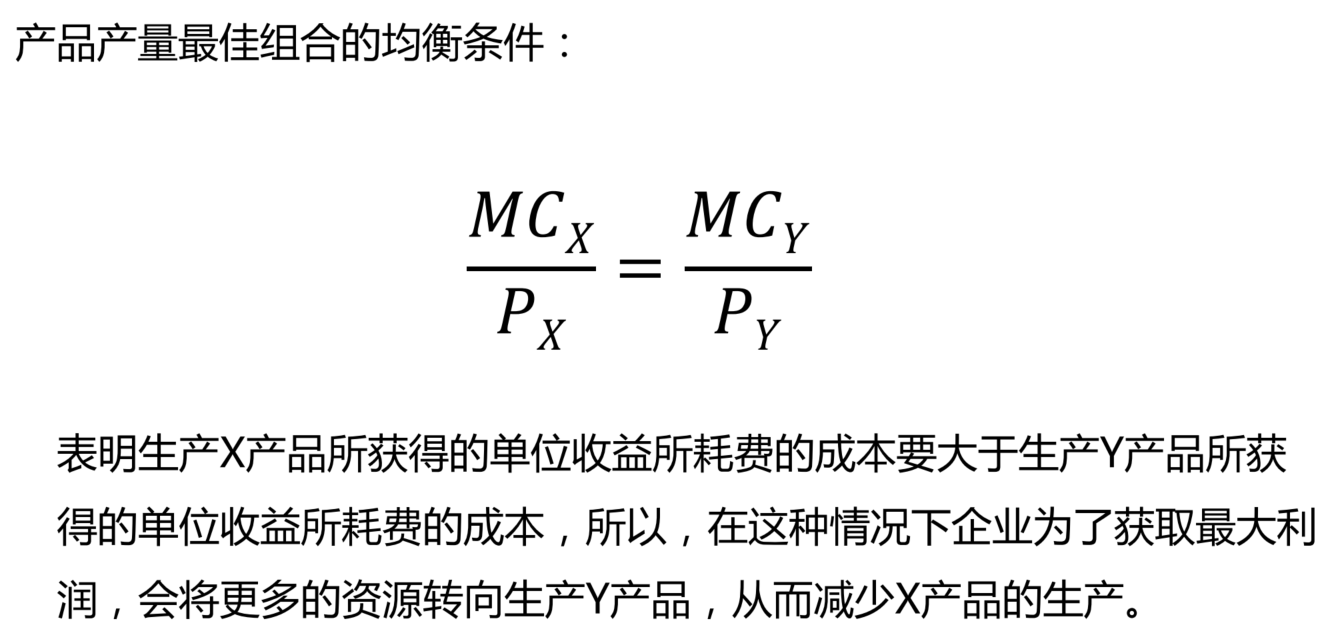 产品产量最佳组合的均衡条件：
MC_X / P_X = MC_Y / P_Y
表明生产X产品所获得的单位收益所耗费的成本要大于生产Y产品所获
得的单位收益所耗费的成本，所以，在这种情况下企业为了获取最大利
润，会将更多的资源转向生产Y产品，从而减少X产品的生产。